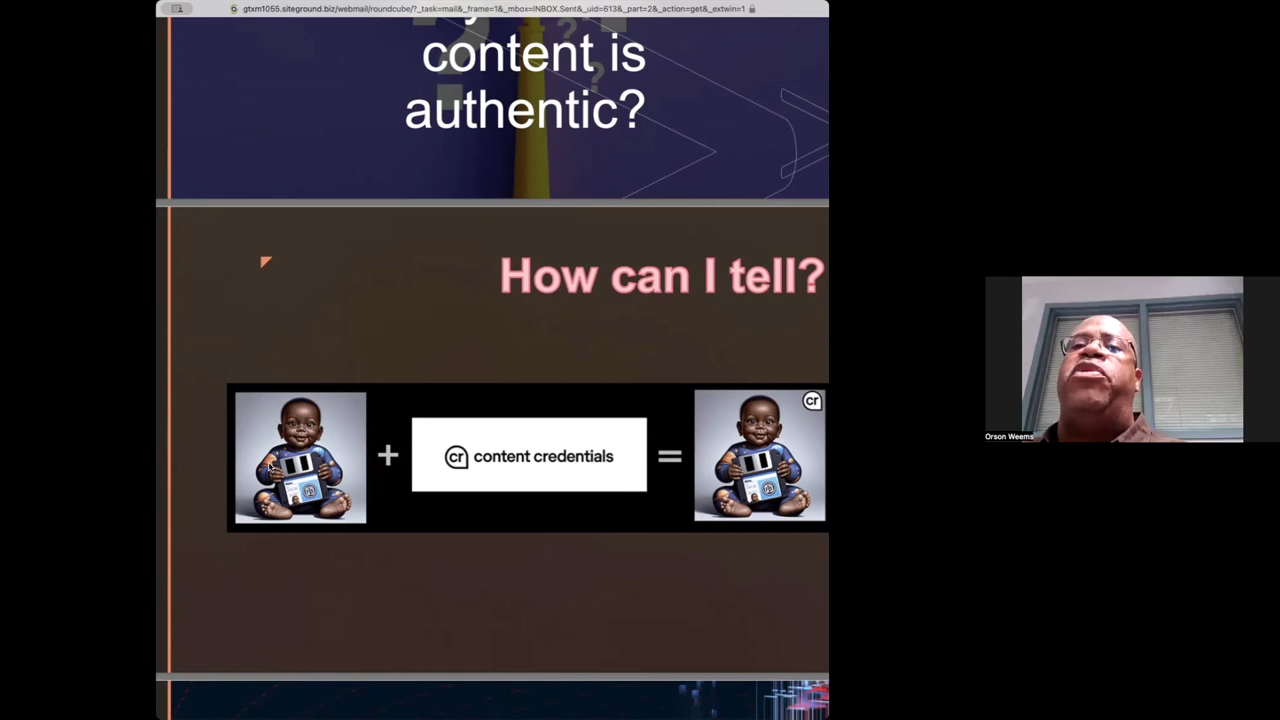 gtxm1055.siteground.biz/webmail/roundcube/?_task=mail&_frame=1&_mbox=INBOX.Sent&_uid=613&_part=2&_action=get&_extwin=1
content is
authentic?
How can I tell?
cr
+ cr content credentials =
Orson Weems